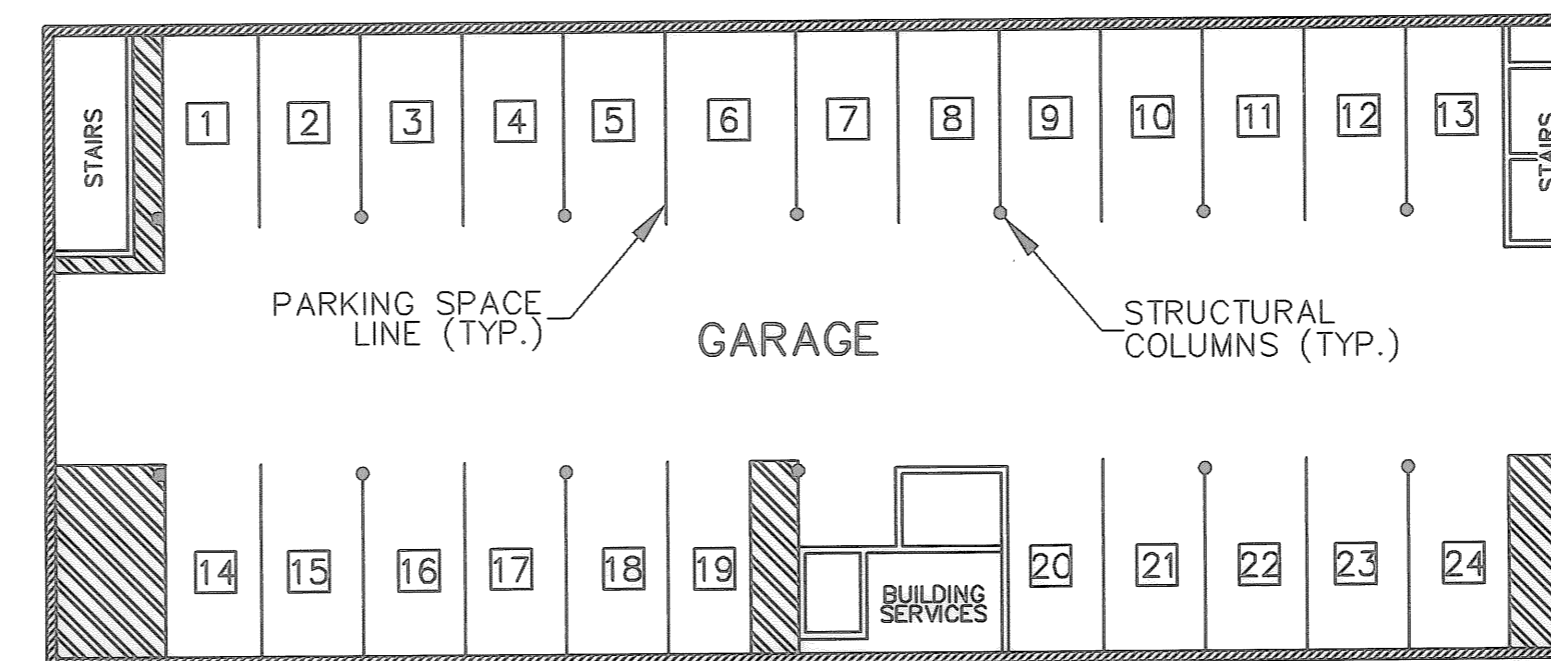 STAIRS
1
2
3
4
5
6
7
8
9
10
11
12
13
STAIRS
PARKING SPACE
LINE (TYP.)
GARAGE
STRUCTURAL
COLUMNS (TYP.)
14
15
16
17
18
19
BUILDING
SERVICES
20
21
22
23
24